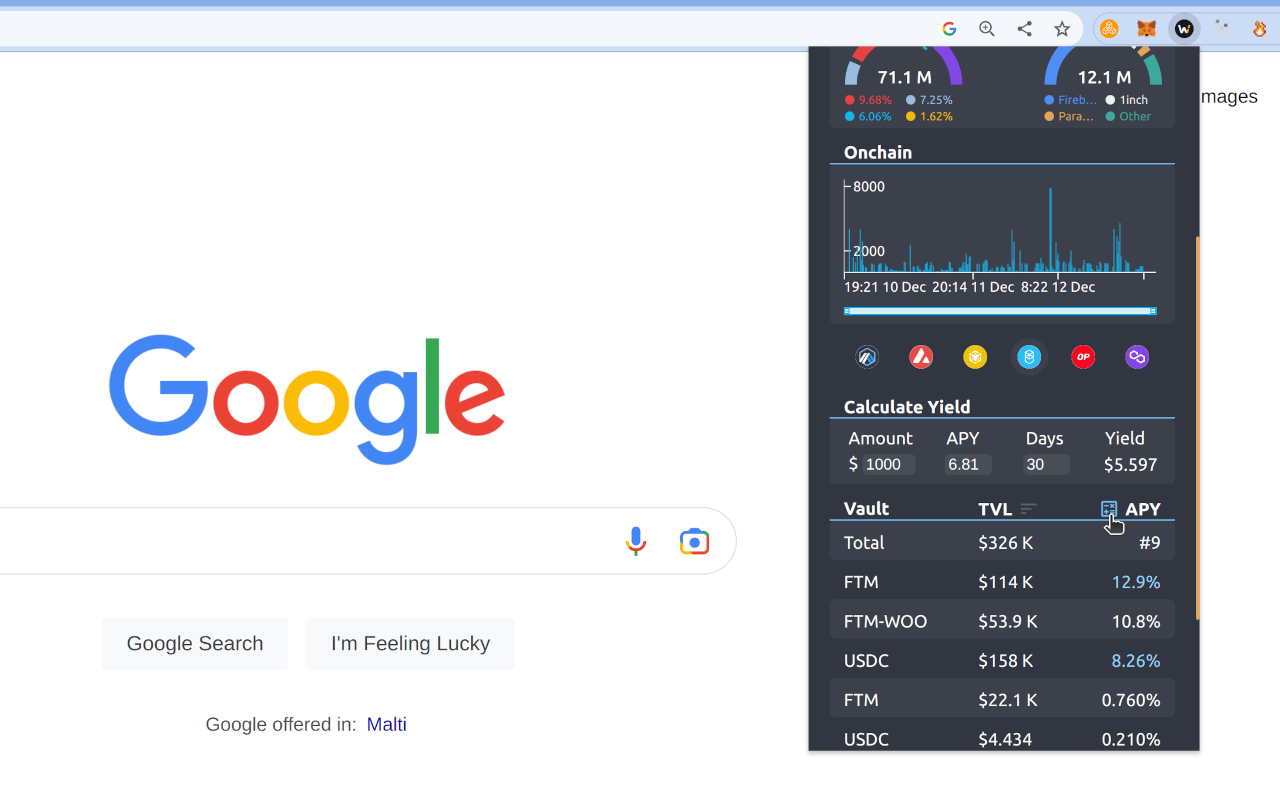 mages
Google
Google Search
I'm Feeling Lucky
Google offered in: Malti
71.1 M
12.1 M
9.68% 7.25%
6.06% 1.62%
Fireb... 1inch
Para... Other
Onchain
8000
2000
19:21 10 Dec 20:14 11 Dec 8:22 12 Dec
OP
Calculate Yield
Amount APY Days Yield
$ 1000 6.81 30 $5.597
Vault TVL APY
Total $326 K #9
FTM $114 K 12.9%
FTM-WOO $53.9 K 10.8%
USDC $158 K 8.26%
FTM $22.1 K 0.760%
USDC $4.434 0.210%